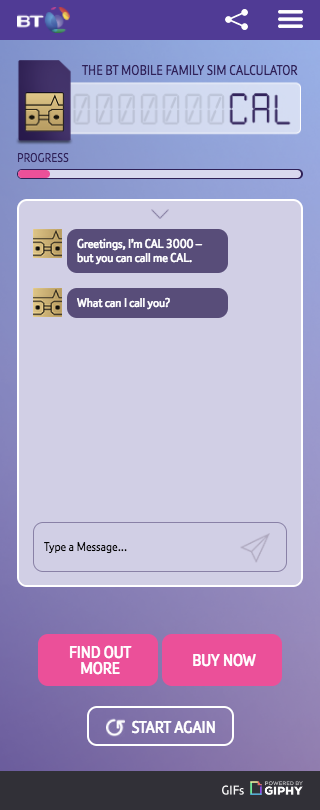 BT
THE BT MOBILE FAMILY SIM CALCULATOR
CAL
PROGRESS
Greetings, I'm CAL 3000 –
but you can call me CAL.
What can I call you?
Type a Message...
FIND OUT
MORE
BUY NOW
START AGAIN
GIFs POWERED BY
GIPHY